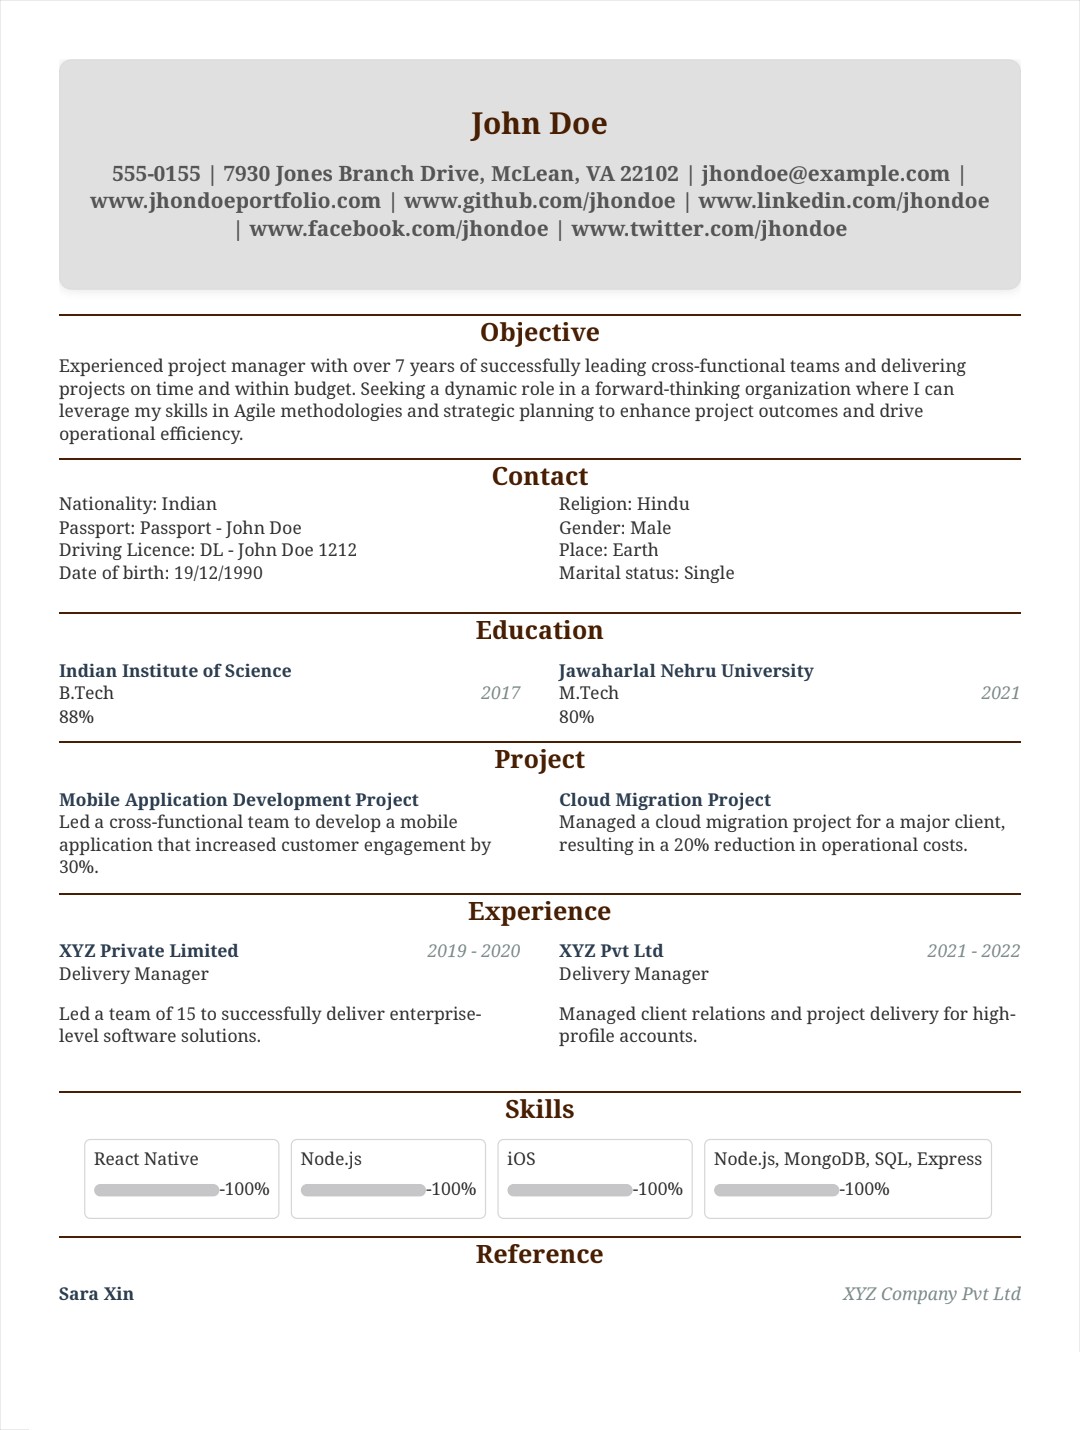 John Doe
555-0155 | 7930 Jones Branch Drive, McLean, VA 22102 | jhondoe@example.com |
www.jhondoeportfolio.com | www.github.com/jhondoe | www.linkedin.com/jhondoe
| www.facebook.com/jhondoe | www.twitter.com/jhondoe
Objective
Experienced project manager with over 7 years of successfully leading cross-functional teams and delivering
projects on time and within budget. Seeking a dynamic role in a forward-thinking organization where I can
leverage my skills in Agile methodologies and strategic planning to enhance project outcomes and drive
operational efficiency.
Contact
Nationality: Indian
Passport: Passport - John Doe
Driving Licence: DL - John Doe 1212
Date of birth: 19/12/1990
Religion: Hindu
Gender: Male
Place: Earth
Marital status: Single
Education
Indian Institute of Science
B.Tech 2017
88%
Jawaharlal Nehru University
M.Tech 2021
80%
Project
Mobile Application Development Project
Led a cross-functional team to develop a mobile
application that increased customer engagement by
30%.
Cloud Migration Project
Managed a cloud migration project for a major client,
resulting in a 20% reduction in operational costs.
Experience
XYZ Private Limited 2019 - 2020
Delivery Manager
Led a team of 15 to successfully deliver enterprise-
level software solutions.
XYZ Pvt Ltd 2021 - 2022
Delivery Manager
Managed client relations and project delivery for high-
profile accounts.
Skills
React Native
-100%
Node.js
-100%
iOS
-100%
Node.js, MongoDB, SQL, Express
-100%
Reference
Sara Xin XYZ Company Pvt Ltd